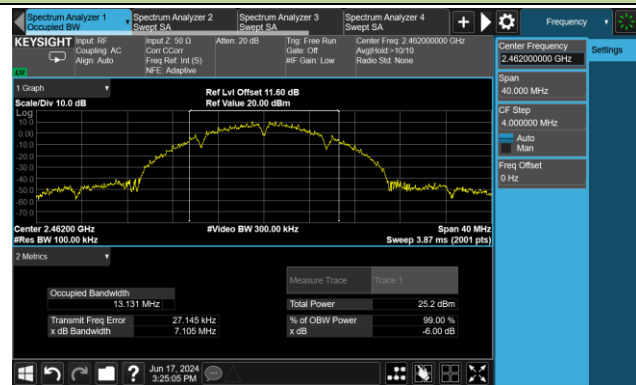 Spectrum Analyzer 1
Occupied BW
Spectrum Analyzer 2
Swept SA
Spectrum Analyzer 3
Swept SA
Spectrum Analyzer 4
Swept SA
Frequency
KEYSIGHT
Input: RF
Coupling: AC
Align: Auto
Input Z: 50 Ω
Corr CCorr
Freq Ref: Int (S)
NFE: Adaptive
Atten: 20 dB
Trig: Free Run
Gate: Off
#IF Gain: Low
Center Freq: 2.462000000 GHz
Avg|Hold:>10/10
Radio Std: None
Center Frequency
2.462000000 GHz
Settings
Span
40.000 MHz
CF Step
4.000000 MHz
Auto
Man
Freq Offset
0 Hz
1 Graph
Scale/Div 10.0 dB
Ref Lvl Offset 11.60 dB
Ref Value 20.00 dBm
Log
10.0
0.00
-10.0
-20.0
-30.0
-40.0
-50.0
-60.0
-70.0
Center 2.46200 GHz
#Res BW 100.00 kHz
#Video BW 300.00 kHz
Span 40 MHz
Sweep 3.87 ms (2001 pts)
2 Metrics
Measure Trace
Trace 1
Occupied Bandwidth
13.131 MHz
Total Power
25.2 dBm
Transmit Freq Error
27.145 kHz
% of OBW Power
99.00 %
x dB Bandwidth
7.105 MHz
x dB
-6.00 dB
?
Jun 17, 2024
3:25:05 PM